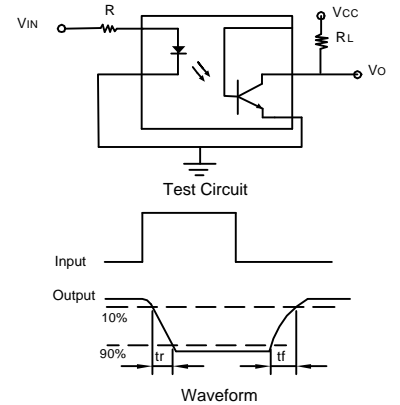 R
VIN
VCC
RL
VO
Test Circuit
Input
Output
10%
90%
tr
tf
Waveform